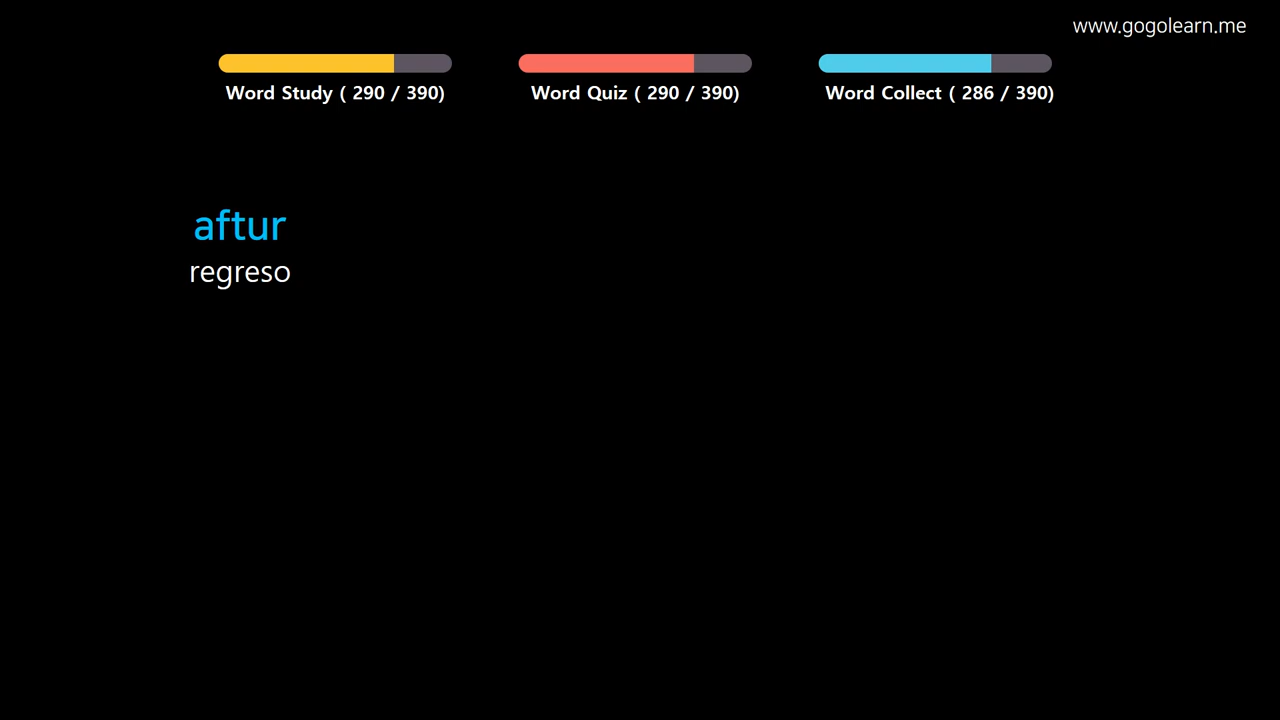 www.gogolearn.me
Word Study ( 290 / 390)
Word Quiz ( 290 / 390)
Word Collect ( 286 / 390)
aftur
regreso